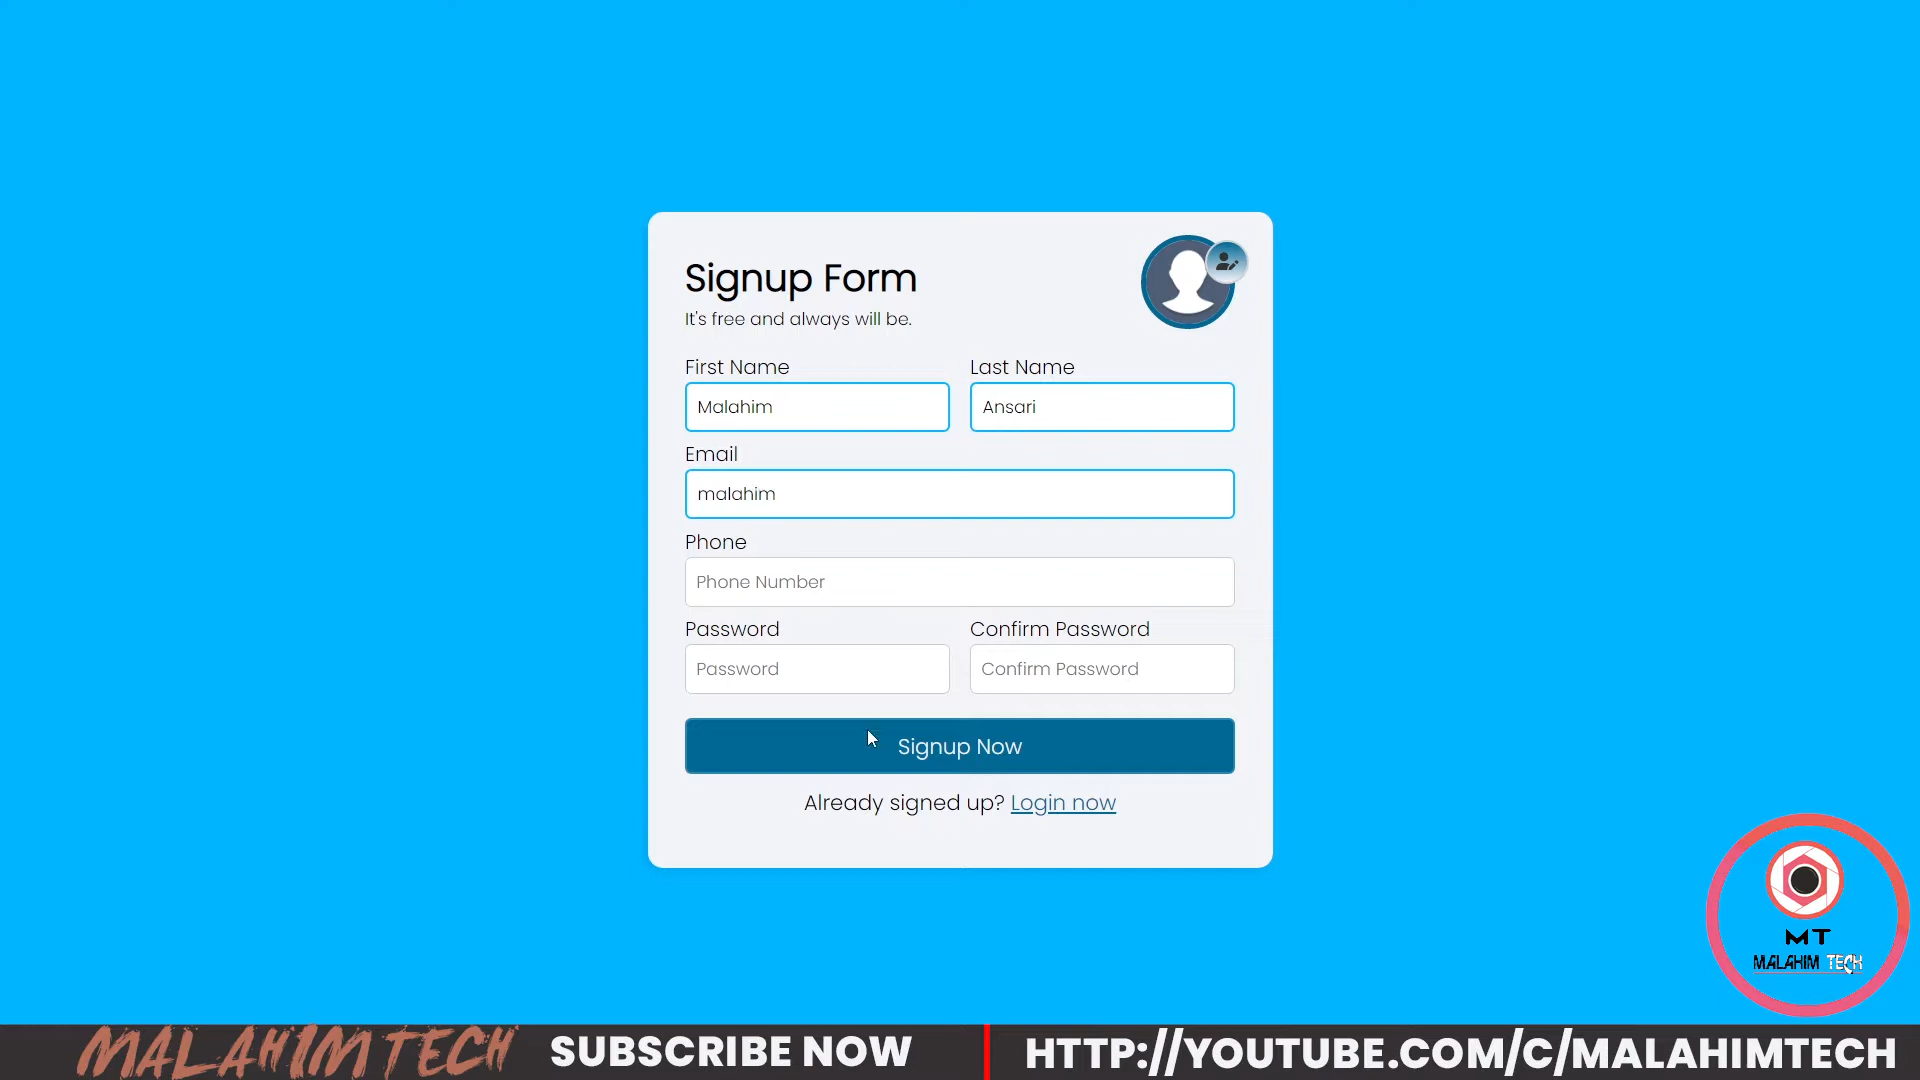 Signup Form
It's free and always will be.
First Name
Last Name
Malahim
Ansari
Email
malahim
Phone
Phone Number
Password
Confirm Password
Password
Confirm Password
Signup Now
Already signed up? Login now
MT
MALAHIM TECH
MALAHIM TECH
SUBSCRIBE NOW
HTTP://YOUTUBE.COM/C/MALAHIMTECH